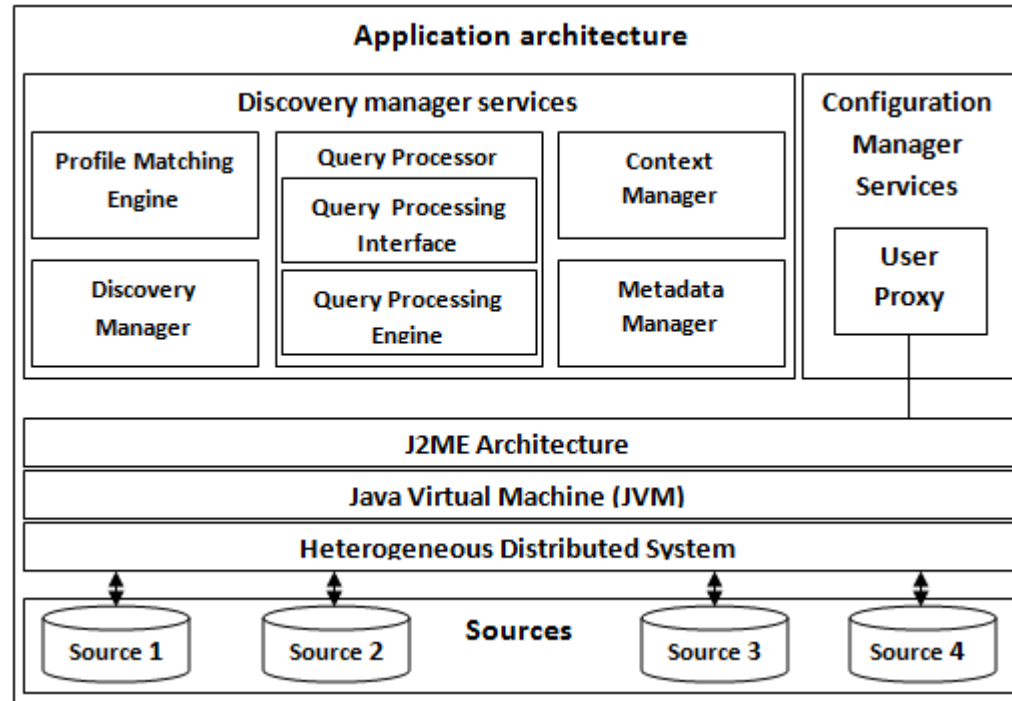 Application architecture
Discovery manager services
Profile Matching
Engine
Discovery
Manager
Query Processor
Query Processing
Interface
Query Processing
Engine
Context
Manager
Metadata
Manager
Configuration
Manager
Services
User
Proxy
J2ME Architecture
Java Virtual Machine (JVM)
Heterogeneous Distributed System
Sources
Source 1
Source 2
Source 3
Source 4